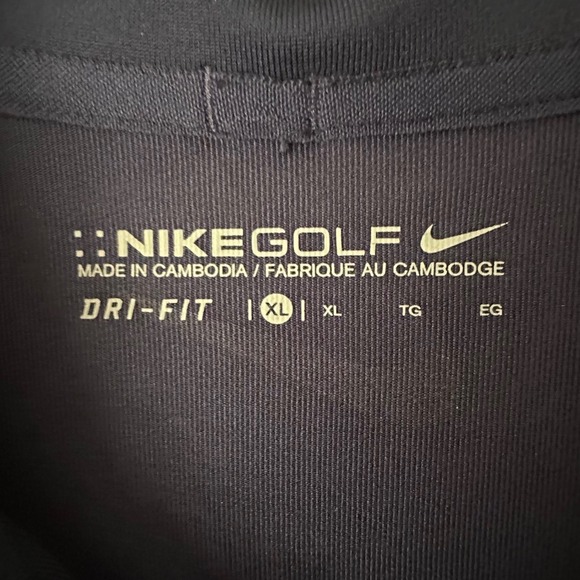 NIKEGOLF
MADE IN CAMBODIA / FABRIQUE AU CAMBODGE
DRI-FIT | XL | XL TG EG